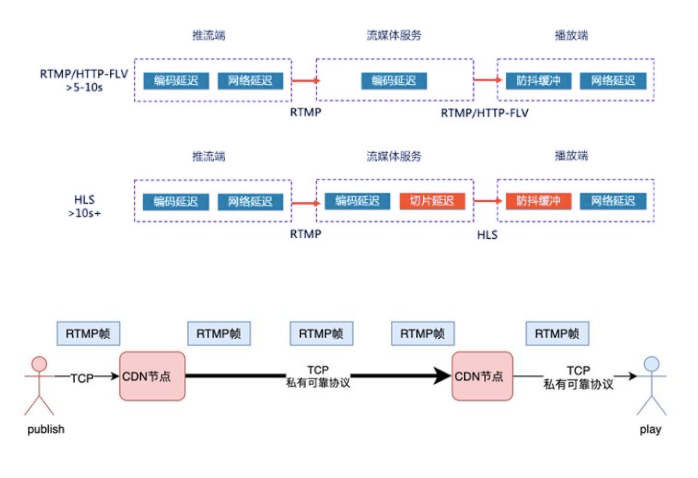 推流端
流媒体服务
播放端
RTMP/HTTP-FLV
>5-10s
编码延迟
网络延迟
编码延迟
防抖缓冲
网络延迟
RTMP
RTMP/HTTP-FLV
推流端
流媒体服务
播放端
HLS
>10s+
编码延迟
网络延迟
编码延迟
切片延迟
防抖缓冲
网络延迟
RTMP
HLS
RTMP帧
RTMP帧
RTMP帧
RTMP帧
RTMP帧
TCP
CDN节点
TCP
私有可靠协议
CDN节点
TCP
私有可靠协议
publish
play